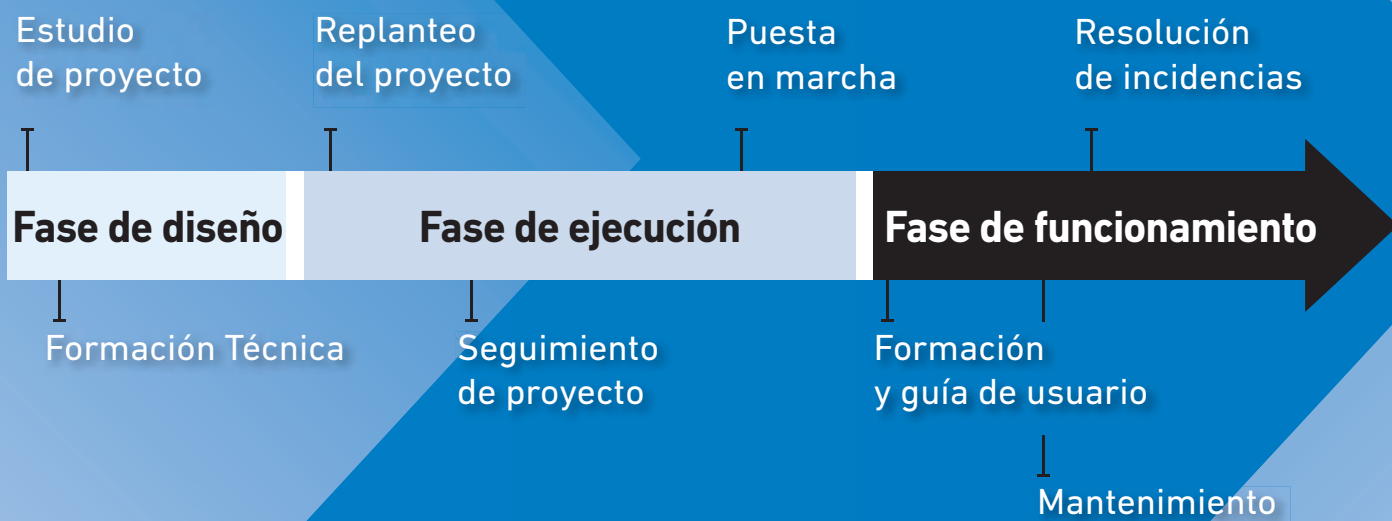 Estudio
de proyecto
Replanteo
del proyecto
Puesta
en marcha
Resolución
de incidencias
Fase de diseño
Fase de ejecución
Fase de funcionamiento
Formación Técnica
Seguimiento
de proyecto
Formación
y guía de usuario
Mantenimiento